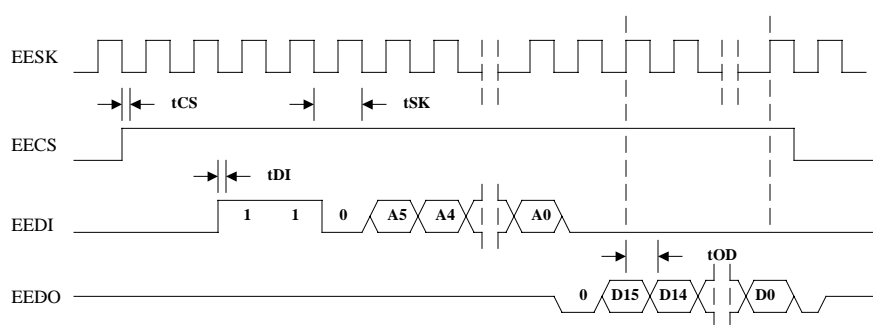 EESK
tCS
tSK
EECS
tDI
EEDI
1 1 0 A5 A4 A0
tOD
EEDO
0 D15 D14 D0